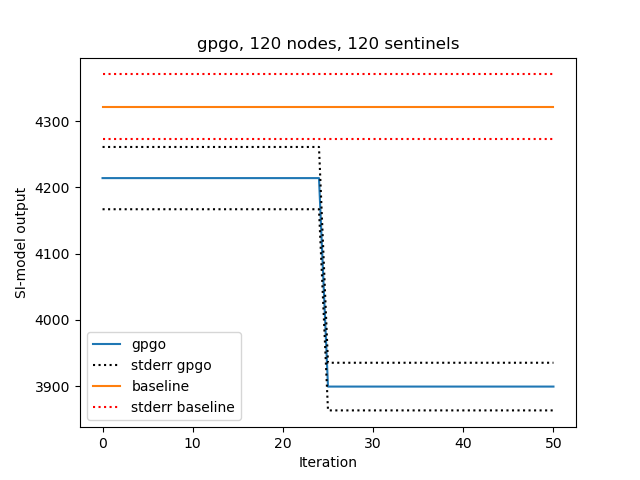 gpgo, 120 nodes, 120 sentinels
SI-model output
4300
4200
4100
4000
3900
gpgo
stderr gpgo
baseline
stderr baseline
0 10 20 30 40 50
Iteration